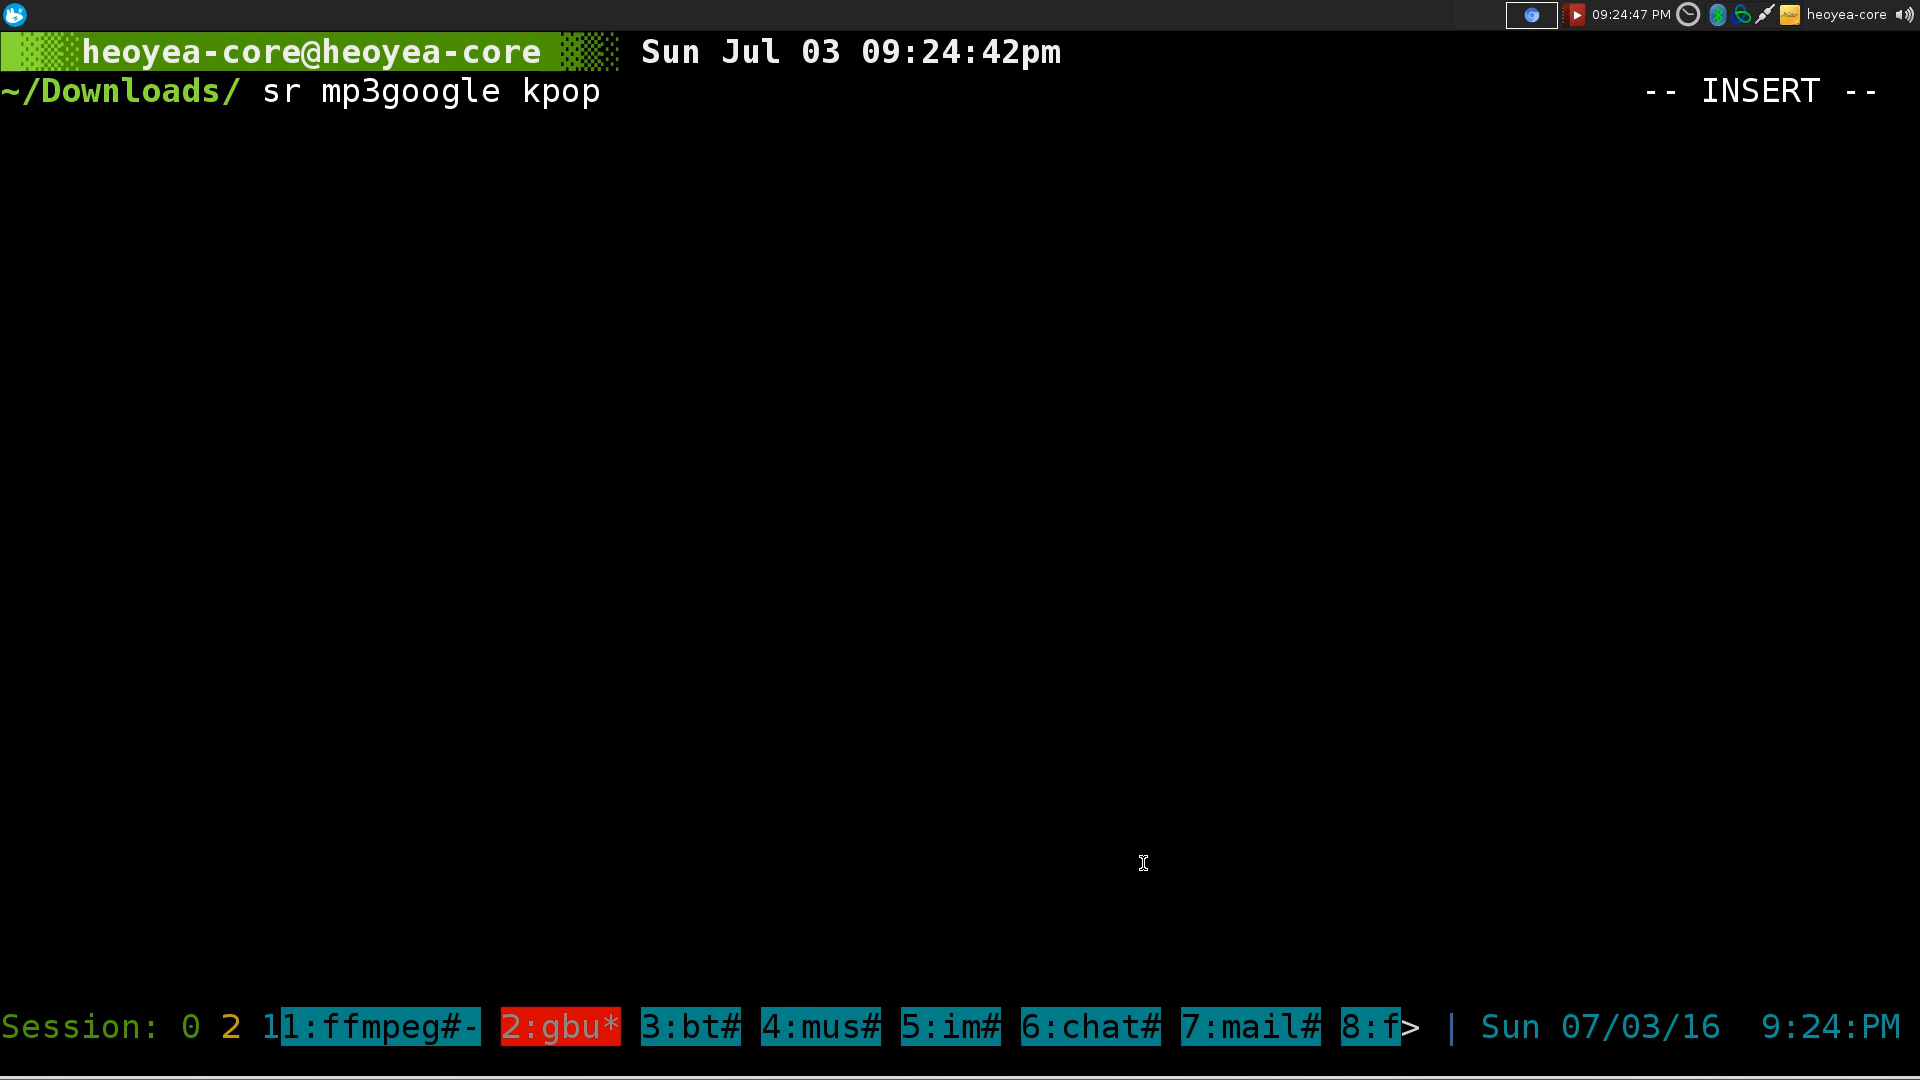 09:24:47 PM heoyea-core
heoyea-core@heoyea-core Sun Jul 03 09:24:42pm
~/Downloads/ sr mp3google kpop -- INSERT --
Session: 0 2 11:ffmpeg#- 2:gbu* 3:bt# 4:mus# 5:im# 6:chat# 7:mail# 8:f> | Sun 07/03/16 9:24:PM